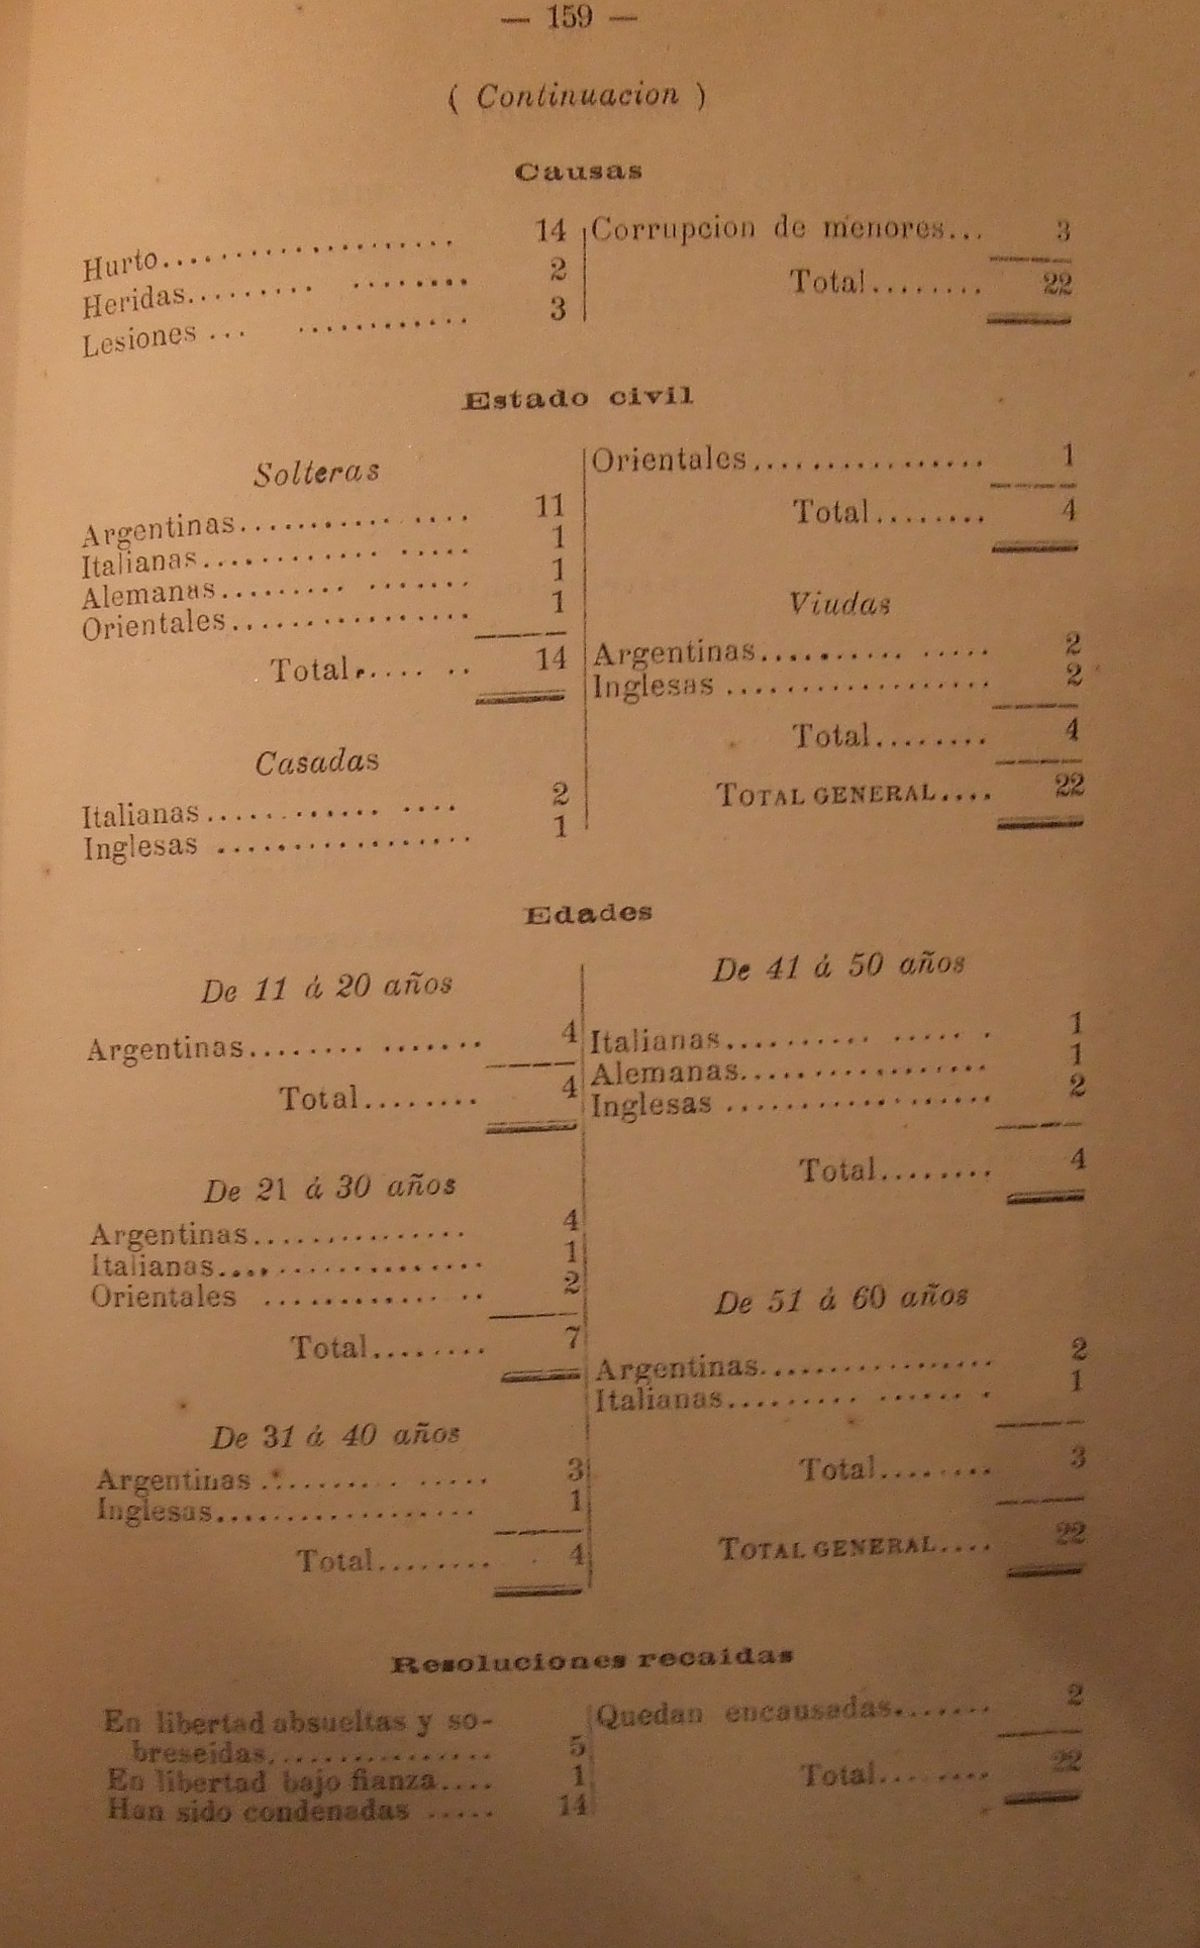 — 159 —
( Continuacion )
Causas
Hurto.................... 14
Heridas......... ........ 2
Lesiones ... ............ 3
Corrupcion de menores... 3
Total........ 22
Estado civil
Solteras
Argentinas........... .... 11
Italianas............ ..... 1
Alemanas......... ....... 1
Orientales................ 1
Total..... .. 14
Casadas
Italianas............ .... 2
Inglesas ................. 1
Orientales................ 1
Total........ 4
Viudas
Argentinas.......... ..... 2
Inglesas .................. 2
Total........ 4
TOTAL GENERAL.... 22
Edades
De 11 á 20 años
Argentinas........ ....... 4
Total........ 4
De 21 á 30 años
Argentinas............... 4
Italianas.................. 1
Orientales ............ .. 2
Total........ 7
De 31 á 40 años
Argentinas .......... ..... 3
Inglesas.................. 1
Total........ 4
De 41 á 50 años
Italianas.......... ..... . 1
Alemanas................. 1
Inglesas .................. 2
Total........ 4
De 51 á 60 años
Argentinas................ 2
Italianas......... ...... . 1
Total........ 3
TOTAL GENERAL.... 22
Resoluciones recaidas
En libertad absueltas y so-
breseidas............... 5
En libertad bajo fianza.... 1
Han sido condenadas ..... 14
Quedan encausadas....... 2
Total........ 22